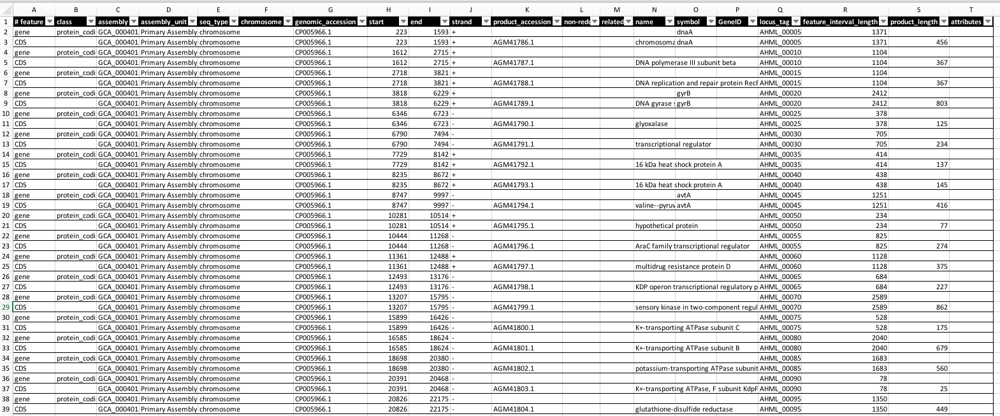 A B C D E F G H I J K L M N O P Q R S T
1 # feature class assembly assembly_unit seq_type chromosome genomic_accession start end strand product_accession non-redu related name symbol GeneID locus_tag feature_interval_length product_length attributes
2 gene protein_codi GCA_000401 Primary Assembly chromosome CP005966.1 223 1593 + dnaA AHML_00005 1371
3 CDS GCA_000401 Primary Assembly chromosome CP005966.1 223 1593 + AGM41786.1 chromosoma dnaA AHML_00005 1371 456
4 gene protein_codi GCA_000401 Primary Assembly chromosome CP005966.1 1612 2715 + AHML_00010 1104
5 CDS GCA_000401 Primary Assembly chromosome CP005966.1 1612 2715 + AGM41787.1 DNA polymerase III subunit beta AHML_00010 1104 367
6 gene protein_codi GCA_000401 Primary Assembly chromosome CP005966.1 2718 3821 + AHML_00015 1104
7 CDS GCA_000401 Primary Assembly chromosome CP005966.1 2718 3821 + AGM41788.1 DNA replication and repair protein RecF AHML_00015 1104 367
8 gene protein_codi GCA_000401 Primary Assembly chromosome CP005966.1 3818 6229 + gyrB AHML_00020 2412
9 CDS GCA_000401 Primary Assembly chromosome CP005966.1 3818 6229 + AGM41789.1 DNA gyrase s gyrB AHML_00020 2412 803
10 gene protein_codi GCA_000401 Primary Assembly chromosome CP005966.1 6346 6723 - AHML_00025 378
11 CDS GCA_000401 Primary Assembly chromosome CP005966.1 6346 6723 - AGM41790.1 glyoxalase AHML_00025 378 125
12 gene protein_codi GCA_000401 Primary Assembly chromosome CP005966.1 6790 7494 - AHML_00030 705
13 CDS GCA_000401 Primary Assembly chromosome CP005966.1 6790 7494 - AGM41791.1 transcriptional regulator AHML_00030 705 234
14 gene protein_codi GCA_000401 Primary Assembly chromosome CP005966.1 7729 8142 + AHML_00035 414
15 CDS GCA_000401 Primary Assembly chromosome CP005966.1 7729 8142 + AGM41792.1 16 kDa heat shock protein A AHML_00035 414 137
16 gene protein_codi GCA_000401 Primary Assembly chromosome CP005966.1 8235 8672 + AHML_00040 438
17 CDS GCA_000401 Primary Assembly chromosome CP005966.1 8235 8672 + AGM41793.1 16 kDa heat shock protein A AHML_00040 438 145
18 gene protein_codi GCA_000401 Primary Assembly chromosome CP005966.1 8747 9997 - avtA AHML_00045 1251
19 CDS GCA_000401 Primary Assembly chromosome CP005966.1 8747 9997 - AGM41794.1 valine--pyruv avtA AHML_00045 1251 416
20 gene protein_codi GCA_000401 Primary Assembly chromosome CP005966.1 10281 10514 + AHML_00050 234
21 CDS GCA_000401 Primary Assembly chromosome CP005966.1 10281 10514 + AGM41795.1 hypothetical protein AHML_00050 234 77
22 gene protein_codi GCA_000401 Primary Assembly chromosome CP005966.1 10444 11268 - AHML_00055 825
23 CDS GCA_000401 Primary Assembly chromosome CP005966.1 10444 11268 - AGM41796.1 AraC family transcriptional regulator AHML_00055 825 274
24 gene protein_codi GCA_000401 Primary Assembly chromosome CP005966.1 11361 12488 + AHML_00060 1128
25 CDS GCA_000401 Primary Assembly chromosome CP005966.1 11361 12488 + AGM41797.1 multidrug resistance protein D AHML_00060 1128 375
26 gene protein_codi GCA_000401 Primary Assembly chromosome CP005966.1 12493 13176 - AHML_00065 684
27 CDS GCA_000401 Primary Assembly chromosome CP005966.1 12493 13176 - AGM41798.1 KDP operon transcriptional regulatory p AHML_00065 684 227
28 gene protein_codi GCA_000401 Primary Assembly chromosome CP005966.1 13207 15795 - AHML_00070 2589
29 CDS GCA_000401 Primary Assembly chromosome CP005966.1 13207 15795 - AGM41799.1 sensory kinase in two-component regul AHML_00070 2589 862
30 gene protein_codi GCA_000401 Primary Assembly chromosome CP005966.1 15899 16426 - AHML_00075 528
31 CDS GCA_000401 Primary Assembly chromosome CP005966.1 15899 16426 - AGM41800.1 K+-transporting ATPase subunit C AHML_00075 528 175
32 gene protein_codi GCA_000401 Primary Assembly chromosome CP005966.1 16585 18624 - AHML_00080 2040
33 CDS GCA_000401 Primary Assembly chromosome CP005966.1 16585 18624 - AGM41801.1 K+-transporting ATPase subunit B AHML_00080 2040 679
34 gene protein_codi GCA_000401 Primary Assembly chromosome CP005966.1 18698 20380 - AHML_00085 1683
35 CDS GCA_000401 Primary Assembly chromosome CP005966.1 18698 20380 - AGM41802.1 potassium-transporting ATPase subunit AHML_00085 1683 560
36 gene protein_codi GCA_000401 Primary Assembly chromosome CP005966.1 20391 20468 - AHML_00090 78
37 CDS GCA_000401 Primary Assembly chromosome CP005966.1 20391 20468 - AGM41803.1 K+-transporting ATPase, F subunit KdpF AHML_00090 78 25
38 gene protein_codi GCA_000401 Primary Assembly chromosome CP005966.1 20826 22175 - AHML_00095 1350
39 CDS GCA_000401 Primary Assembly chromosome CP005966.1 20826 22175 - AGM41804.1 glutathione-disulfide reductase AHML_00095 1350 449